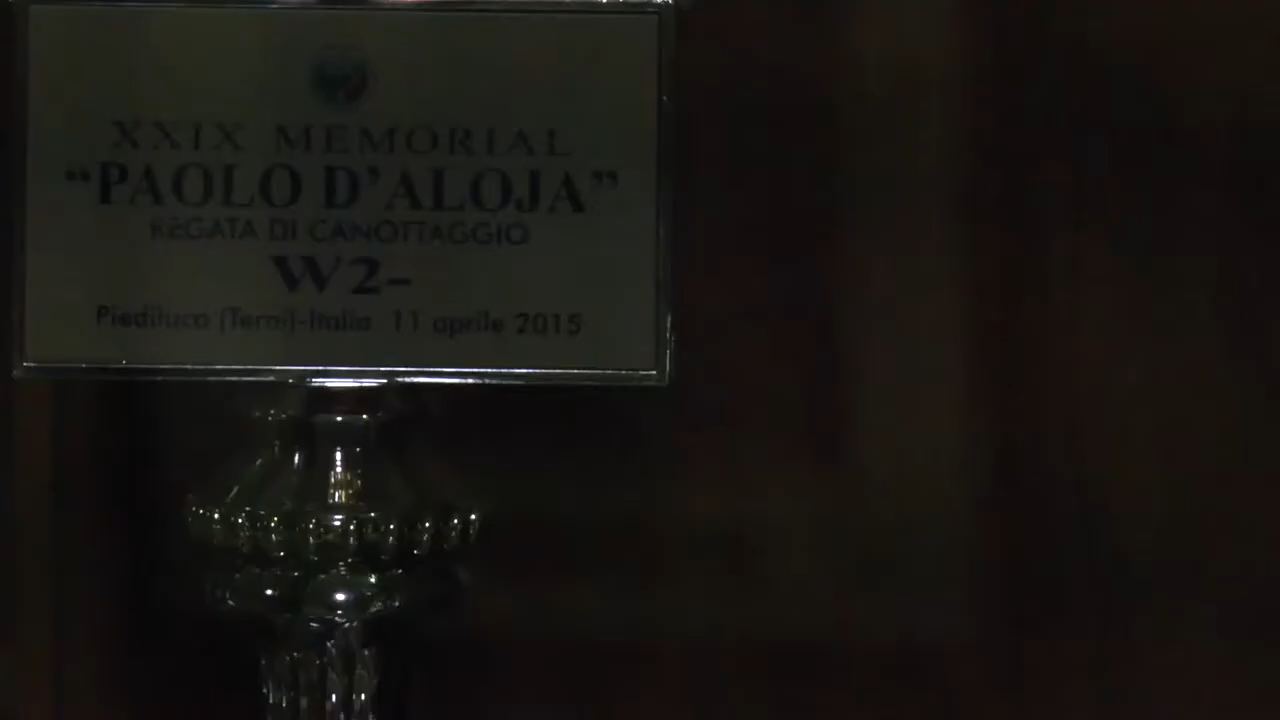 XXIX MEMORIAL
“PAOLO D’ALOJA”
REGATA DI CANOTTAGGIO
W2-
Piediluco (Terni)-Italia 11 aprile 2015